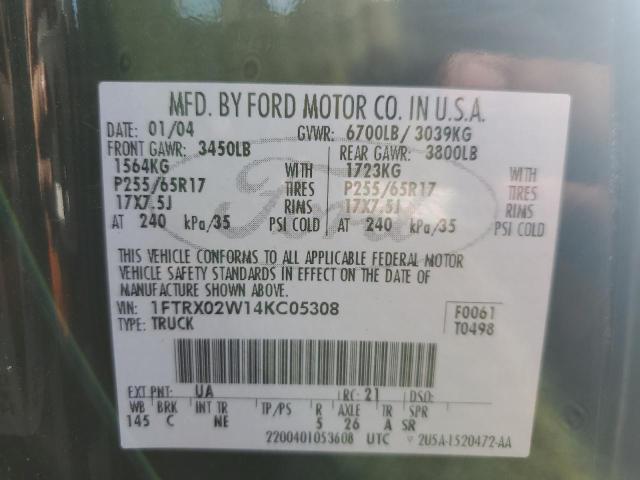 MFD. BY FORD MOTOR CO. IN U.S.A.
DATE: 01/04 GVWR: 6700LB/ 3039KG
FRONT GAWR: 3450LB REAR GAWR: 3800LB
1564KG WITH 1723KG WITH
P255/65R17 TIRES P255/65R17 TIRES
17X7.5J RIMS 17X7.5J RIMS
AT 240 kPa/35 PSI COLD AT 240 kPa/35 PSI COLD
Ford
THIS VEHICLE CONFORMS TO ALL APPLICABLE FEDERAL MOTOR
VEHICLE SAFETY STANDARDS IN EFFECT ON THE DATE OF
MANUFACTURE SHOWN ABOVE.
VIN: 1FTRX02W14KC05308 F0061
TYPE: TRUCK T0498
EXT PNT: UA RC: 21 DSO:
WB BRK INT TR TP/PS R AXLE TR SPR
145 C NE 5 26 A SR
2200401053608 UTC 2U5A-1520472-AA